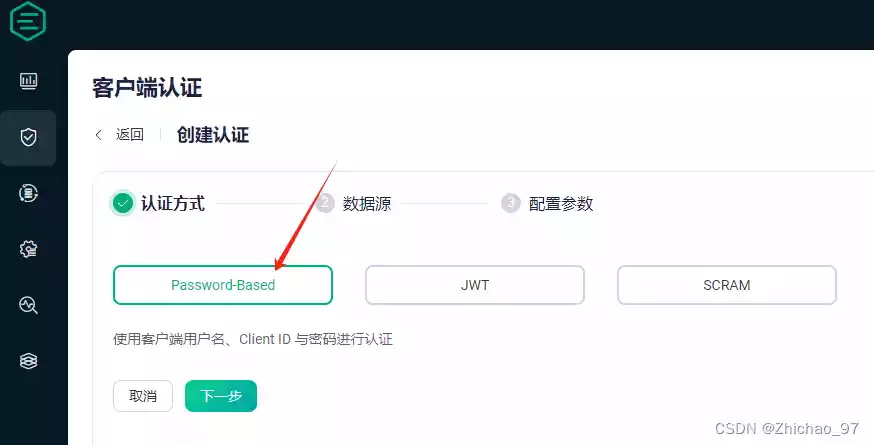 客户端认证
返回 创建认证
认证方式 2 数据源 3 配置参数
Password-Based JWT SCRAM
使用客户端用户名、Client ID 与密码进行认证
取消 下一步
CSDN @Zhichao_97